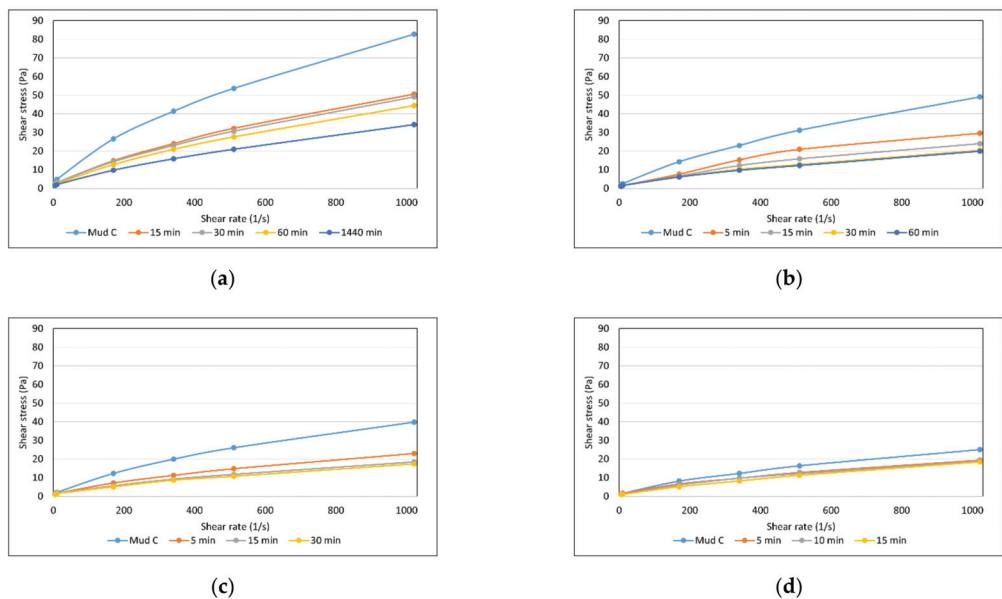 90
80
70
60
50
40
30
20
10
0
Shear stress (Pa)
0 200 400 600 800 1000
Shear rate (1/s)
Mud C 15 min 30 min 60 min 1440 min
(a)
90
80
70
60
50
40
30
20
10
0
Shear stress (Pa)
0 200 400 600 800 1000
Shear rate (1/s)
Mud C 5 min 15 min 30 min 60 min
(b)
90
80
70
60
50
40
30
20
10
0
Shear stress (Pa)
0 200 400 600 800 1000
Shear rate (1/s)
Mud C 5 min 15 min 30 min
(c)
90
80
70
60
50
40
30
20
10
0
Shear stress (Pa)
0 200 400 600 800 1000
Shear rate (1/s)
Mud C 5 min 10 min 15 min
(d)